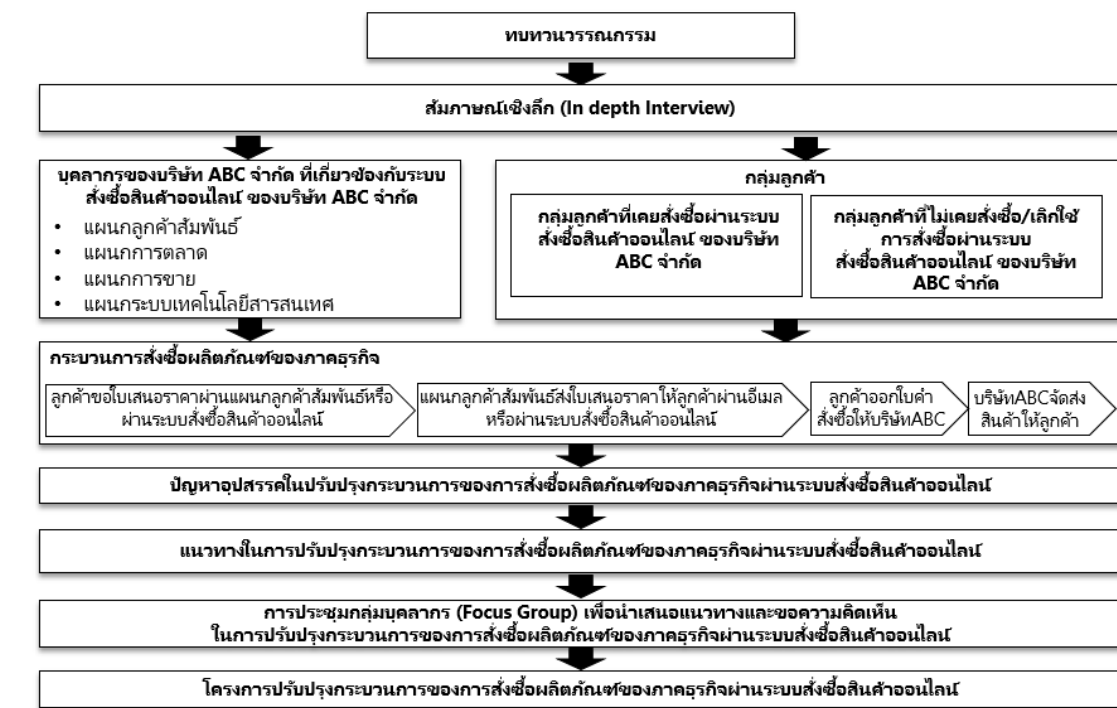 ทบทวนวรรณกรรม
สัมภาษณ์เชิงลึก (In depth Interview)
บุคลากรของบริษัท ABC จำกัด ที่เกี่ยวข้องกับระบบ
สั่งซื้อสินค้าออนไลน์ ของบริษัท ABC จำกัด
• แผนกลูกค้าสัมพันธ์
• แผนกการตลาด
• แผนกการขาย
• แผนกระบบเทคโนโลยีสารสนเทศ
กลุ่มลูกค้า
กลุ่มลูกค้าที่เคยสั่งซื้อผ่านระบบ
สั่งซื้อสินค้าออนไลน์ ของบริษัท
ABC จำกัด
กลุ่มลูกค้าที่ไม่เคยสั่งซื้อ/เลิกใช้
การสั่งซื้อผ่านระบบ
สั่งซื้อสินค้าออนไลน์ ของบริษัท
ABC จำกัด
กระบวนการสั่งซื้อผลิตภัณฑ์ของภาคธุรกิจ
ลูกค้าขอใบเสนอราคาผ่านแผนกลูกค้าสัมพันธ์หรือ
ผ่านระบบสั่งซื้อสินค้าออนไลน์
แผนกลูกค้าสัมพันธ์ส่งใบเสนอราคาให้ลูกค้าผ่านอีเมล
หรือผ่านระบบสั่งซื้อสินค้าออนไลน์
ลูกค้าออกใบคำ
สั่งซื้อให้บริษัทABC
บริษัทABCจัดส่ง
สินค้าให้ลูกค้า
ปัญหาอุปสรรคในปรับปรุงกระบวนการของการสั่งซื้อผลิตภัณฑ์ของภาคธุรกิจผ่านระบบสั่งซื้อสินค้าออนไลน์
แนวทางในการปรับปรุงกระบวนการของการสั่งซื้อผลิตภัณฑ์ของภาคธุรกิจผ่านระบบสั่งซื้อสินค้าออนไลน์
การประชุมกลุ่มบุคลากร (Focus Group) เพื่อนำเสนอแนวทางและขอความคิดเห็น
ในการปรับปรุงกระบวนการของการสั่งซื้อผลิตภัณฑ์ของภาคธุรกิจผ่านระบบสั่งซื้อสินค้าออนไลน์
โครงการปรับปรุงกระบวนการของการสั่งซื้อผลิตภัณฑ์ของภาคธุรกิจผ่านระบบสั่งซื้อสินค้าออนไลน์